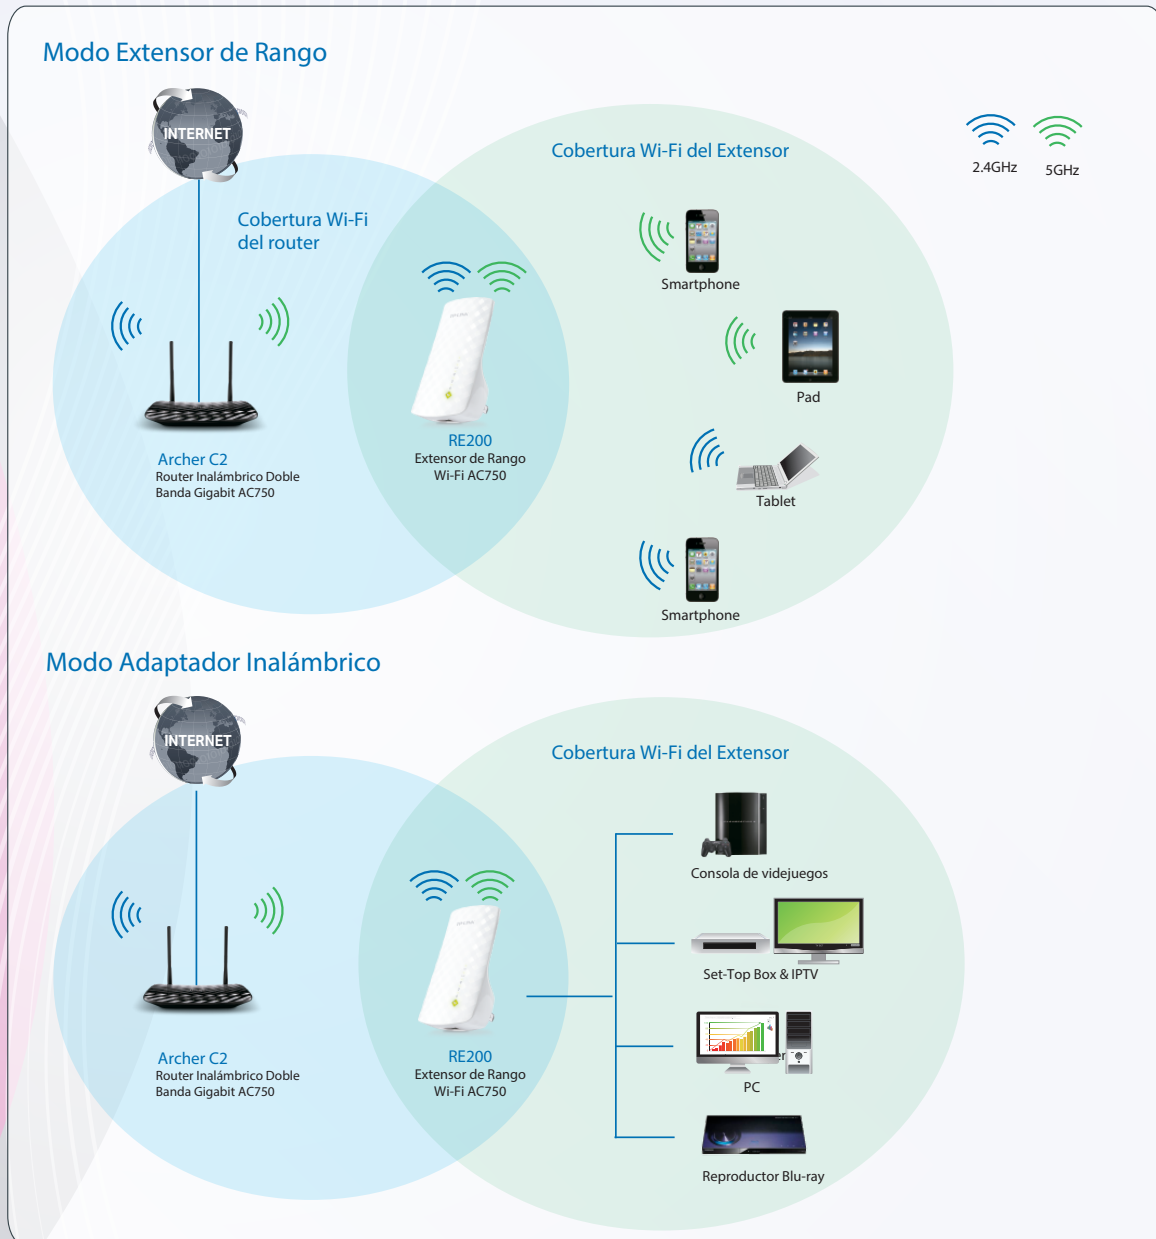 Modo Extensor de Rango
INTERNET
Cobertura Wi-Fi del Extensor
2.4GHz
5GHz
Cobertura Wi-Fi
del router
Smartphone
Pad
RE200
Extensor de Rango
Wi-Fi AC750
Archer C2
Router Inalámbrico Doble
Banda Gigabit AC750
Tablet
Smartphone
Modo Adaptador Inalámbrico
INTERNET
Cobertura Wi-Fi del Extensor
Consola de videjuegos
Set-Top Box & IPTV
Archer C2
Router Inalámbrico Doble
Banda Gigabit AC750
RE200
Extensor de Rango
Wi-Fi AC750
PC
Reproductor Blu-ray